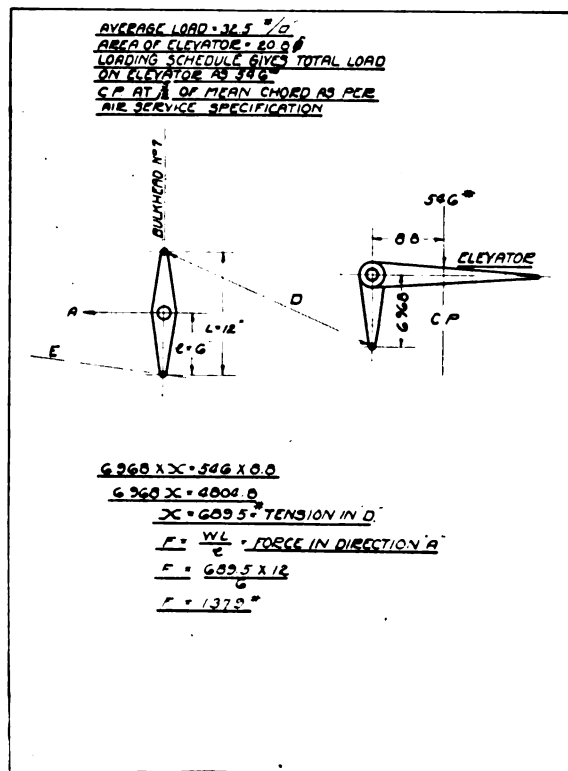 AVERAGE LOAD = 32.5 #/□'
AREA OF ELEVATOR = 20.8 ϕ
LOADING SCHEDULE GIVES TOTAL LOAD
ON ELEVATOR AS 546#
C.P. AT OF MEAN CHORD AS PER
AIR SERVICE SPECIFICATION
BULKHEAD Nº 7
546#
8.8
ELEVATOR
D
6.968
A
L=12"
C.P.
E
ℓ=6"
6.968 X X = 546 X 8.8
6.968 X = 4804.8
X = 689.5 # TENSION IN 'D'
F = WL/ℓ = FORCE IN DIRECTION 'A'
F = 689.5 X 12
6
F = 1379 #